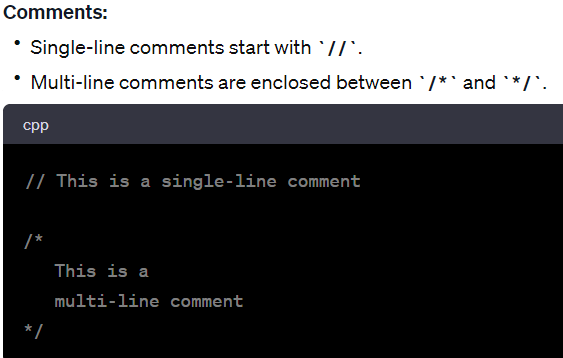 Comments:
• Single-line comments start with `//`.
• Multi-line comments are enclosed between `/*` and `*/`.
cpp
// This is a single-line comment
/*
This is a
multi-line comment
*/